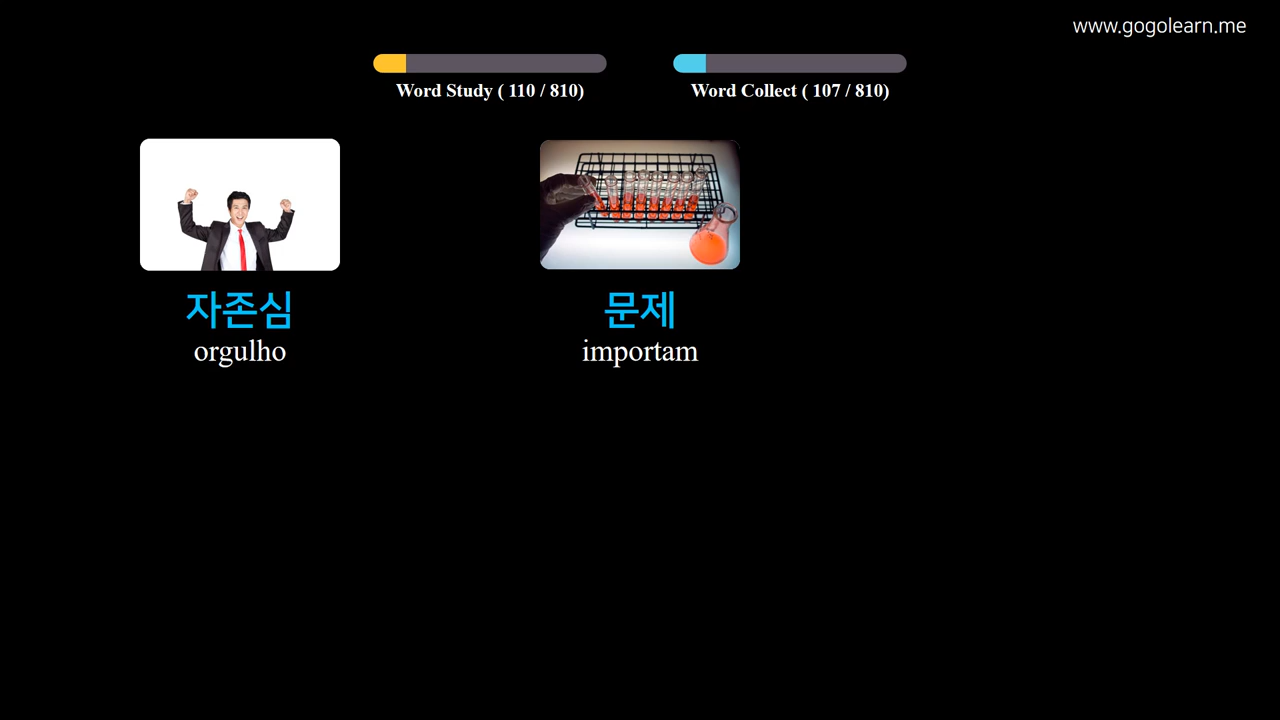 www.gogolearn.me
Word Study ( 110 / 810)
Word Collect ( 107 / 810)
자존심
orgulho
문제
importam